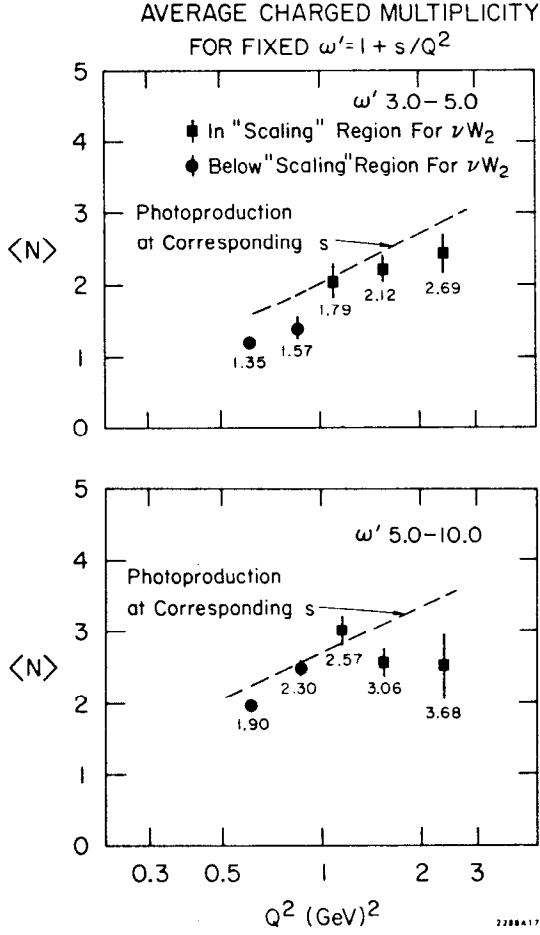 AVERAGE CHARGED MULTIPLICITY
FOR FIXED ω'=1+s/Q²
5
4
3
2
1
0
<N>
ω' 3.0–5.0
■ In "Scaling" Region For νW₂
● Below "Scaling" Region For νW₂
Photoproduction
at Corresponding s
1.35
1.57
1.79
2.12
2.69
5
4
3
2
1
0
<N>
ω' 5.0–10.0
Photoproduction
at Corresponding s
1.90
2.30
2.57
3.06
3.68
0.3 0.5 1 2 3
Q² (GeV)²
2288A17